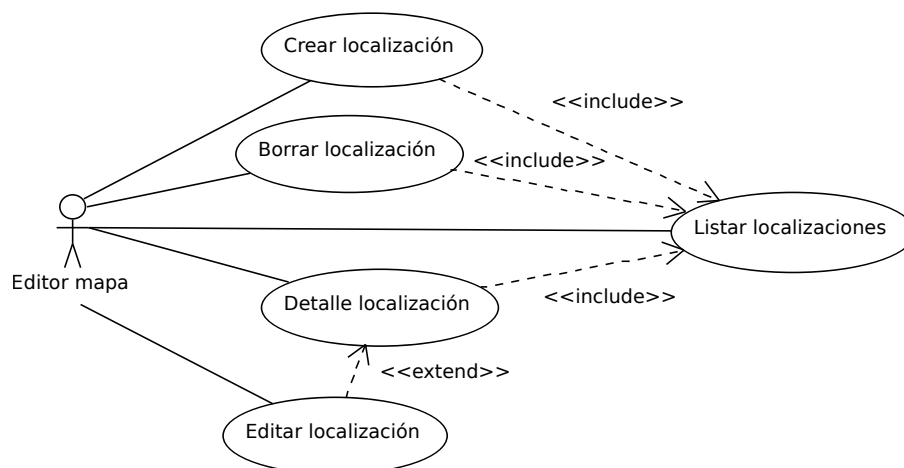 Crear localización
<<include>>
Borrar localización
<<include>>
Listar localizaciones
Editor mapa
Detalle localización
<<include>>
<<extend>>
Editar localización